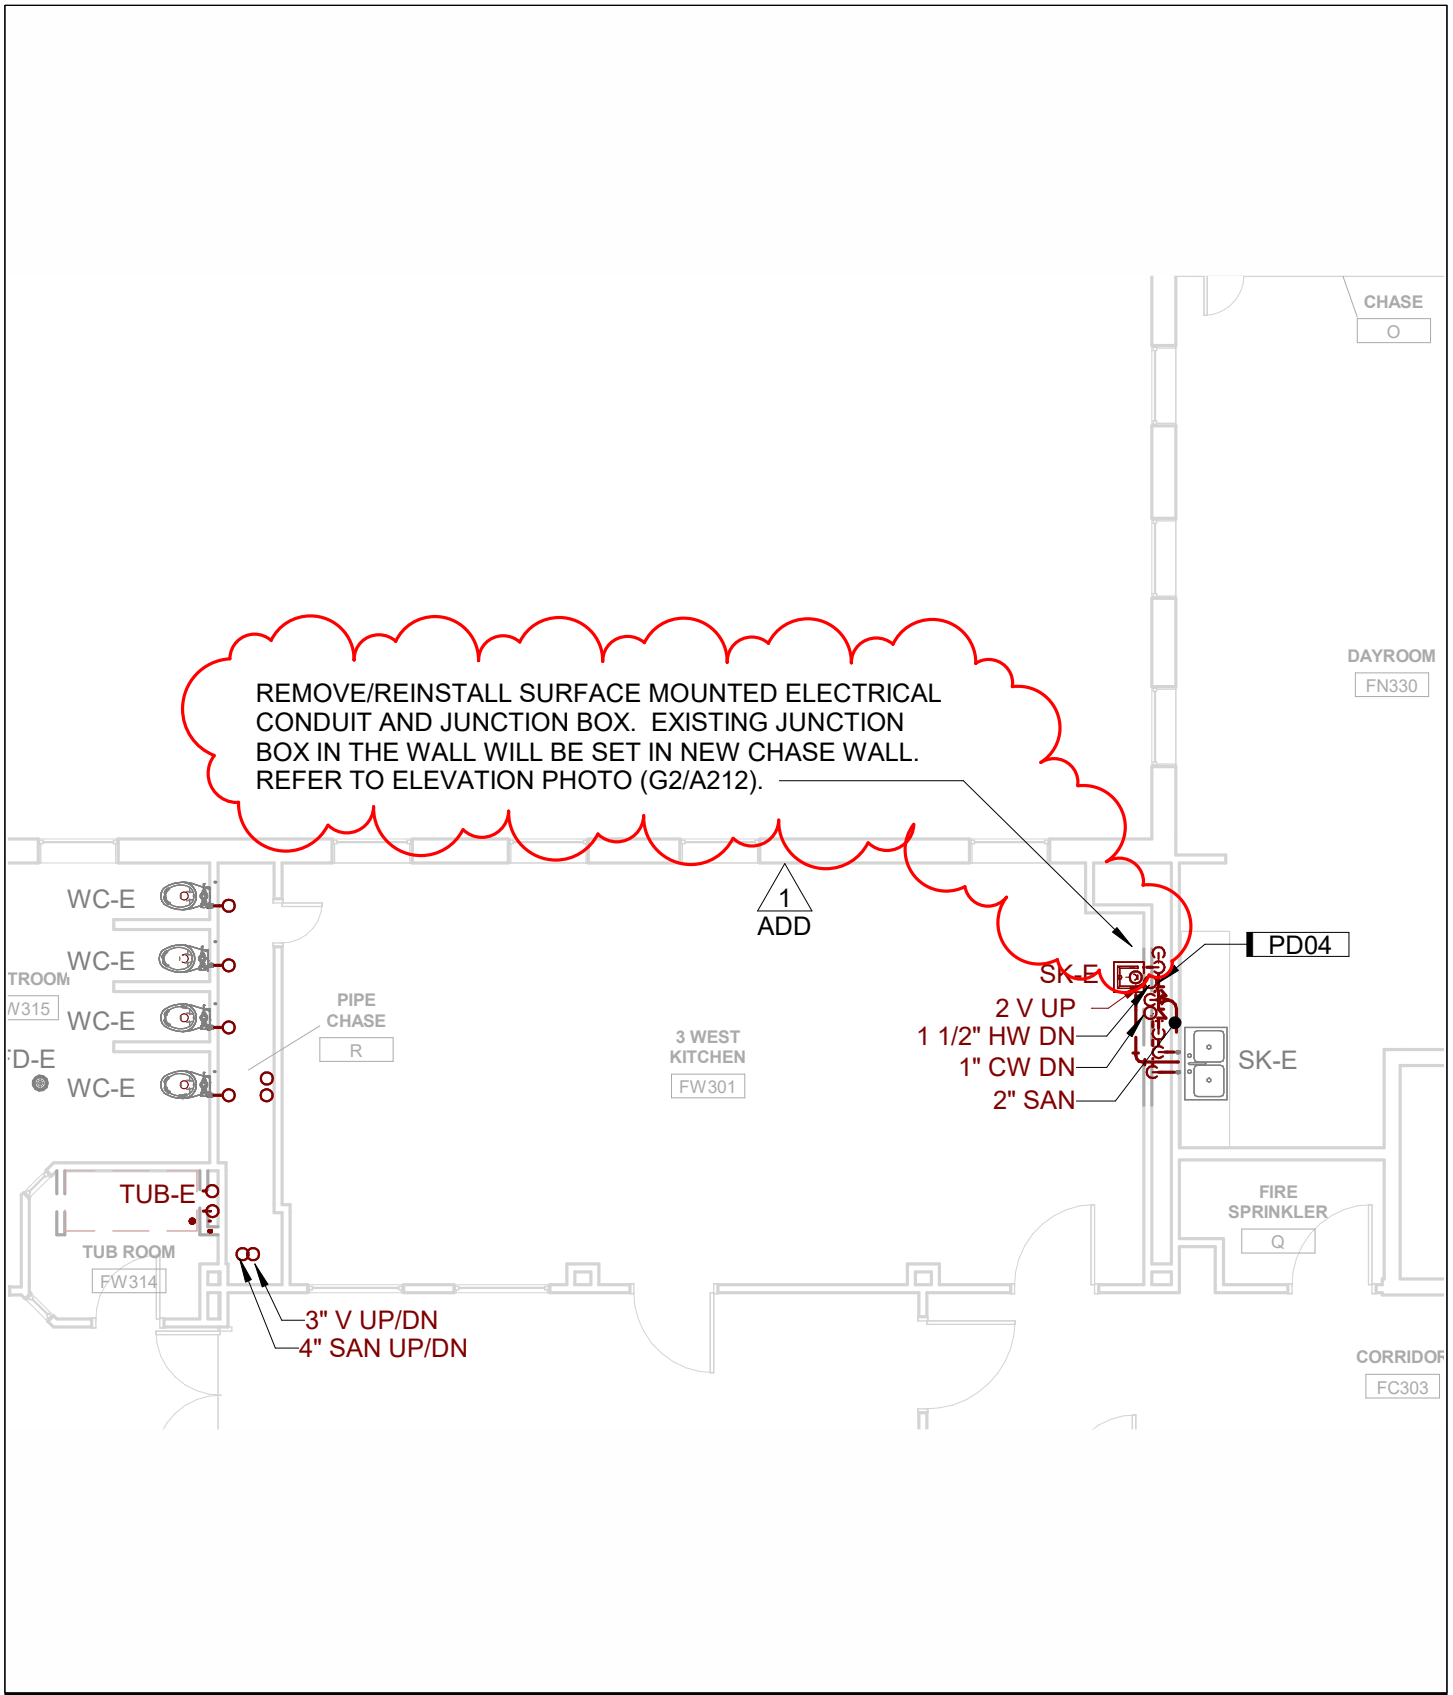 CHASE
O
DAYROOM
FN330
REMOVE/REINSTALL SURFACE MOUNTED ELECTRICAL
CONDUIT AND JUNCTION BOX.  EXISTING JUNCTION
BOX IN THE WALL WILL BE SET IN NEW CHASE WALL.
REFER TO ELEVATION PHOTO (G2/A212).
1
ADD
WC-E
WC-E
WC-E
WC-E
TROOM
W315
FD-E
PIPE
CHASE
R
3 WEST
KITCHEN
FW301
PD04
SK-E
2 V UP
1 1/2" HW DN
1" CW DN
2" SAN
SK-E
TUB-E
TUB ROOM
FW314
3" V UP/DN
4" SAN UP/DN
FIRE
SPRINKLER
Q
CORRIDOR
FC303